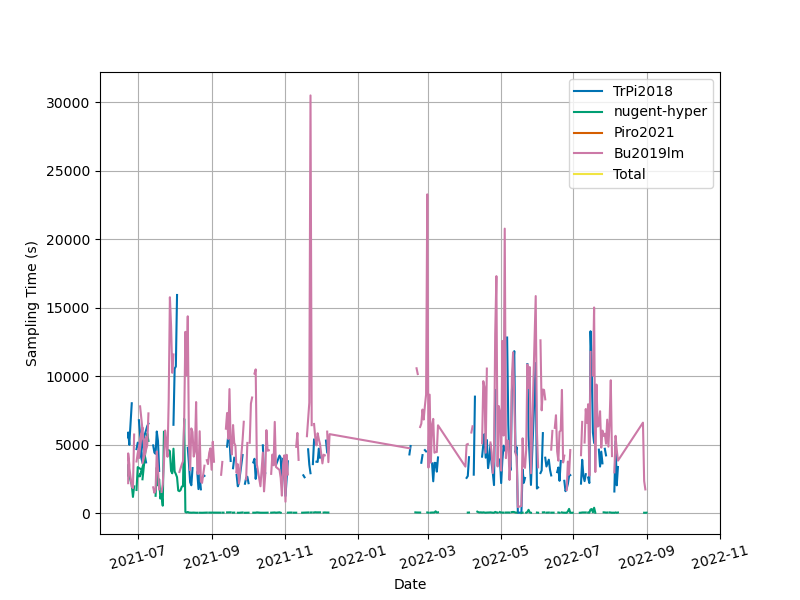 TrPi2018
nugent-hyper
Piro2021
Bu2019lm
Total
30000
25000
20000
15000
10000
5000
0
Sampling Time (s)
2021-07
2021-09
2021-11
2022-01
2022-03
2022-05
2022-07
2022-09
2022-11
Date